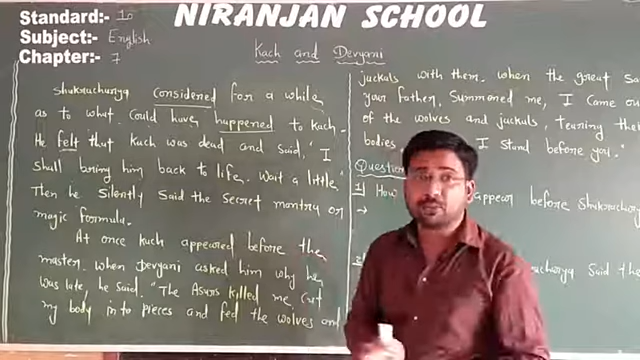 NIRANJAN SCHOOL
Standard:- 10
Subject:- English
Chapter:- 7
Kach and Devyani
Shukracharya considered for a while
as to what could have happened to Kach.
He felt that Kach was dead and said, "I
shall bring him back to life. Wait a little."
Then he silently said the secret mantra or
magic formula.
At once Kach appeared before the
master. When Devyani asked him why he
was late, he said. "The Asurs killed me cut
my body into pieces and fed the wolves and
jackals with them. when the great
your father, Summoned me, I came
of the wolves and jackals, tearing
bodies. I stand before you."
Question
1] How appear before
→
2 said the